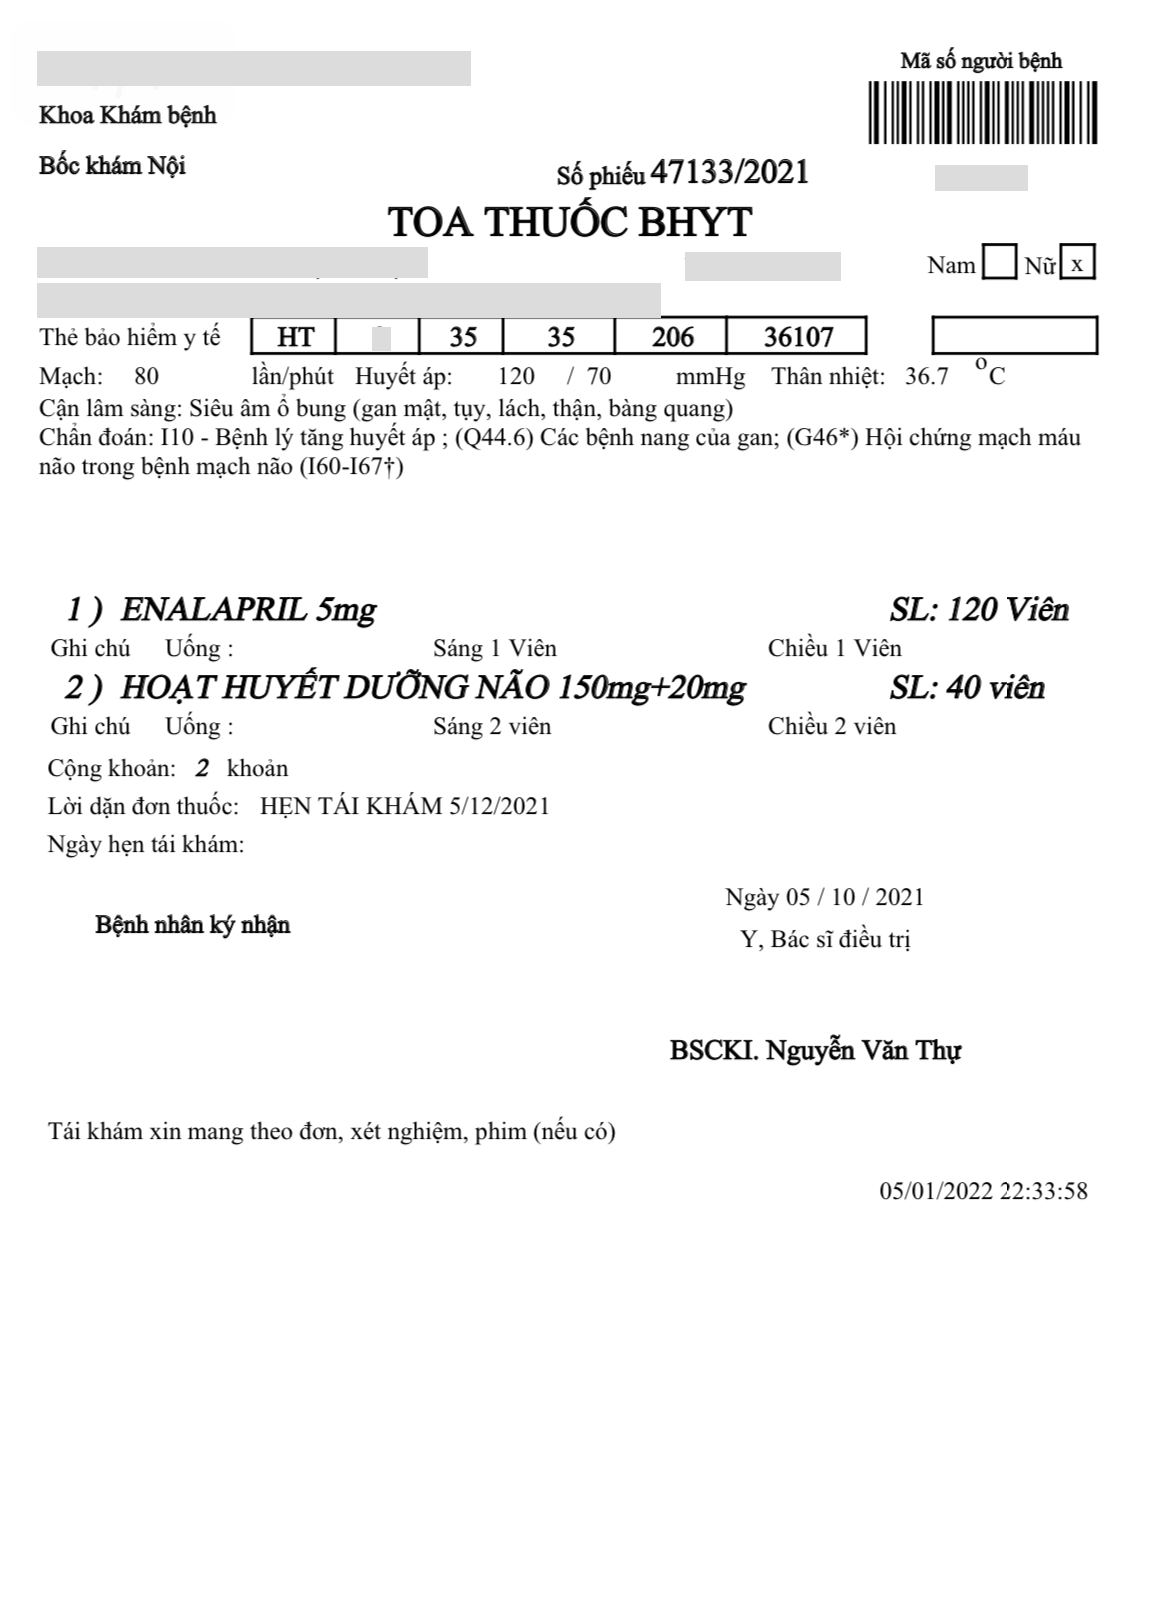 Mã số người bệnh
Khoa Khám bệnh
Bốc khám Nội
Số phiếu 47133/2021
TOA THUỐC BHYT
Nam Nữ x
Thẻ bảo hiểm y tế HT 35 35 206 36107
Mạch: 80 lần/phút Huyết áp: 120 / 70 mmHg Thân nhiệt: 36.7 °C
Cận lâm sàng: Siêu âm ổ bung (gan mật, tụy, lách, thận, bàng quang)
Chẩn đoán: I10 - Bệnh lý tăng huyết áp ; (Q44.6) Các bệnh nang của gan; (G46*) Hội chứng mạch máu
não trong bệnh mạch não (I60-I67†)
1 ) ENALAPRIL 5mg SL: 120 Viên
Ghi chú Uống : Sáng 1 Viên Chiều 1 Viên
2 ) HOẠT HUYẾT DƯỠNG NÃO 150mg+20mg SL: 40 viên
Ghi chú Uống : Sáng 2 viên Chiều 2 viên
Cộng khoản: 2 khoản
Lời dặn đơn thuốc: HẸN TÁI KHÁM 5/12/2021
Ngày hẹn tái khám:
Ngày 05 / 10 / 2021
Bệnh nhân ký nhận
Y, Bác sĩ điều trị
BSCKI. Nguyễn Văn Thự
Tái khám xin mang theo đơn, xét nghiệm, phim (nếu có)
05/01/2022 22:33:58